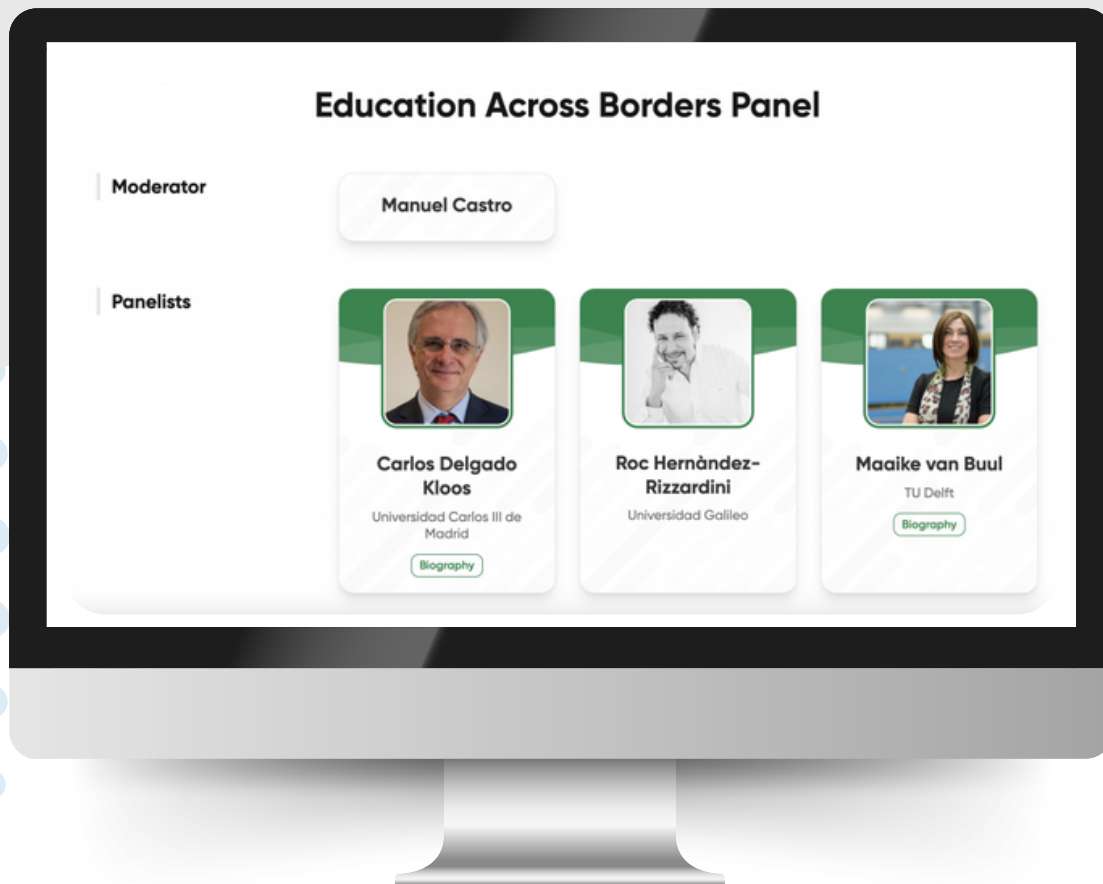 Education Across Borders Panel
Moderator
Manuel Castro
Panelists
Carlos Delgado
Kloos
Universidad Carlos III de
Madrid
Biography
Roc Hernàndez-
Rizzardini
Universidad Galileo
Maaike van Buul
TU Delft
Biography